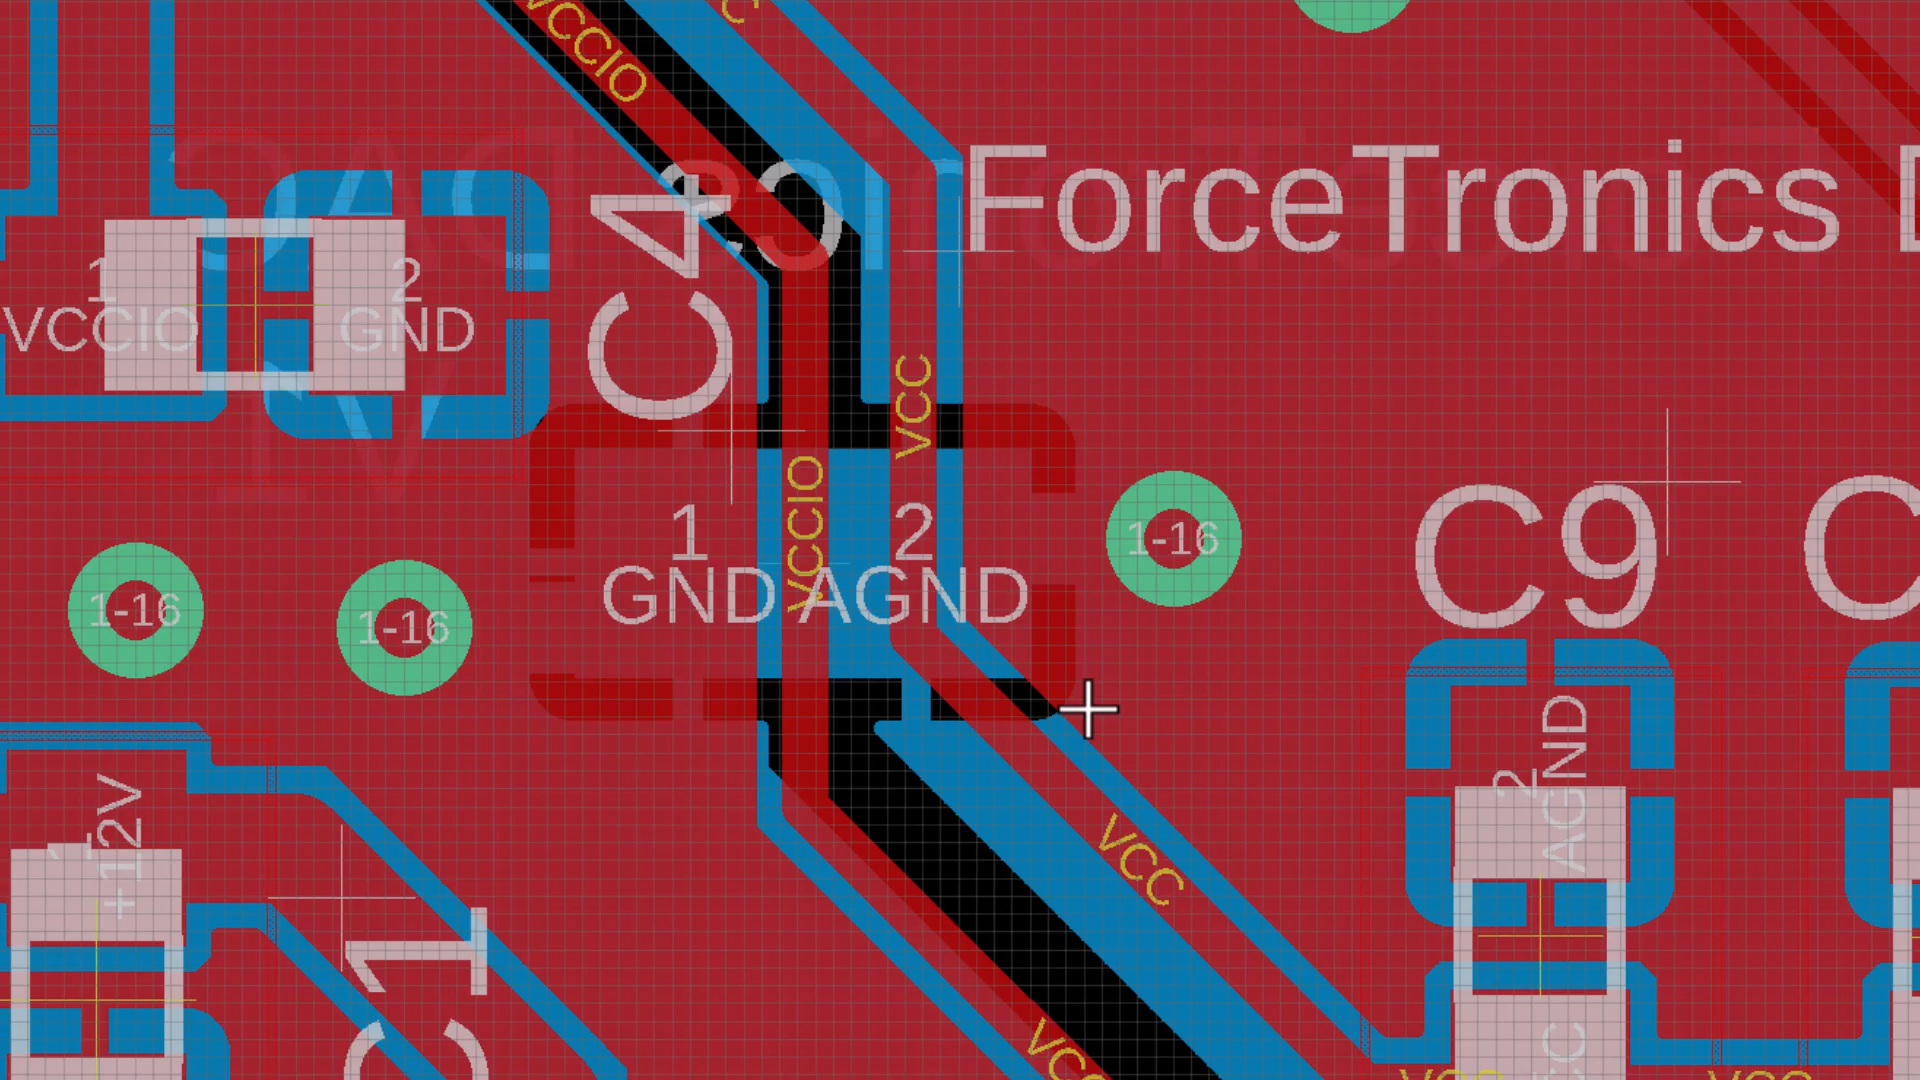 VCCIO
ForceTronics
C4
1
VCCIO
2
GND
VCC
VCCIO
1
GND
2
AGND
1-16
1-16
1-16
C9
C
2
AGND
1
+12V
VCC
C1
VCC